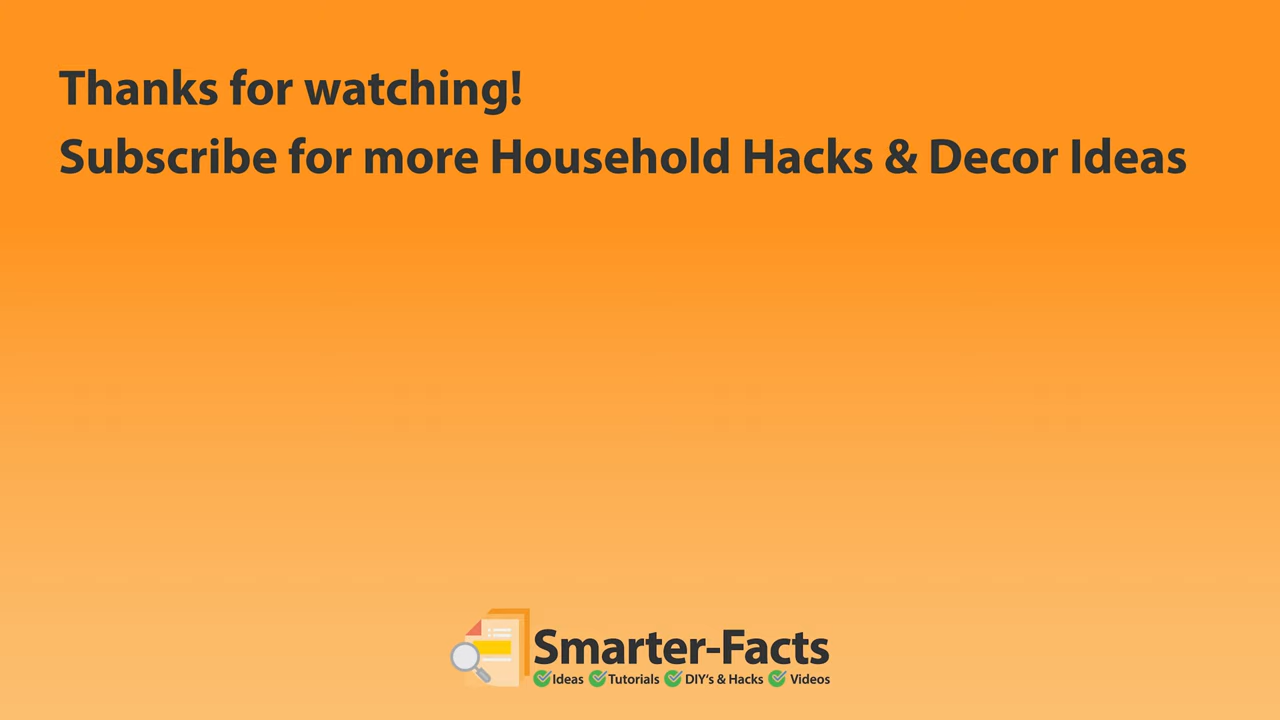 Thanks for watching!
Subscribe for more Household Hacks & Decor Ideas
Smarter-Facts
Ideas Tutorials DIY's & Hacks Videos